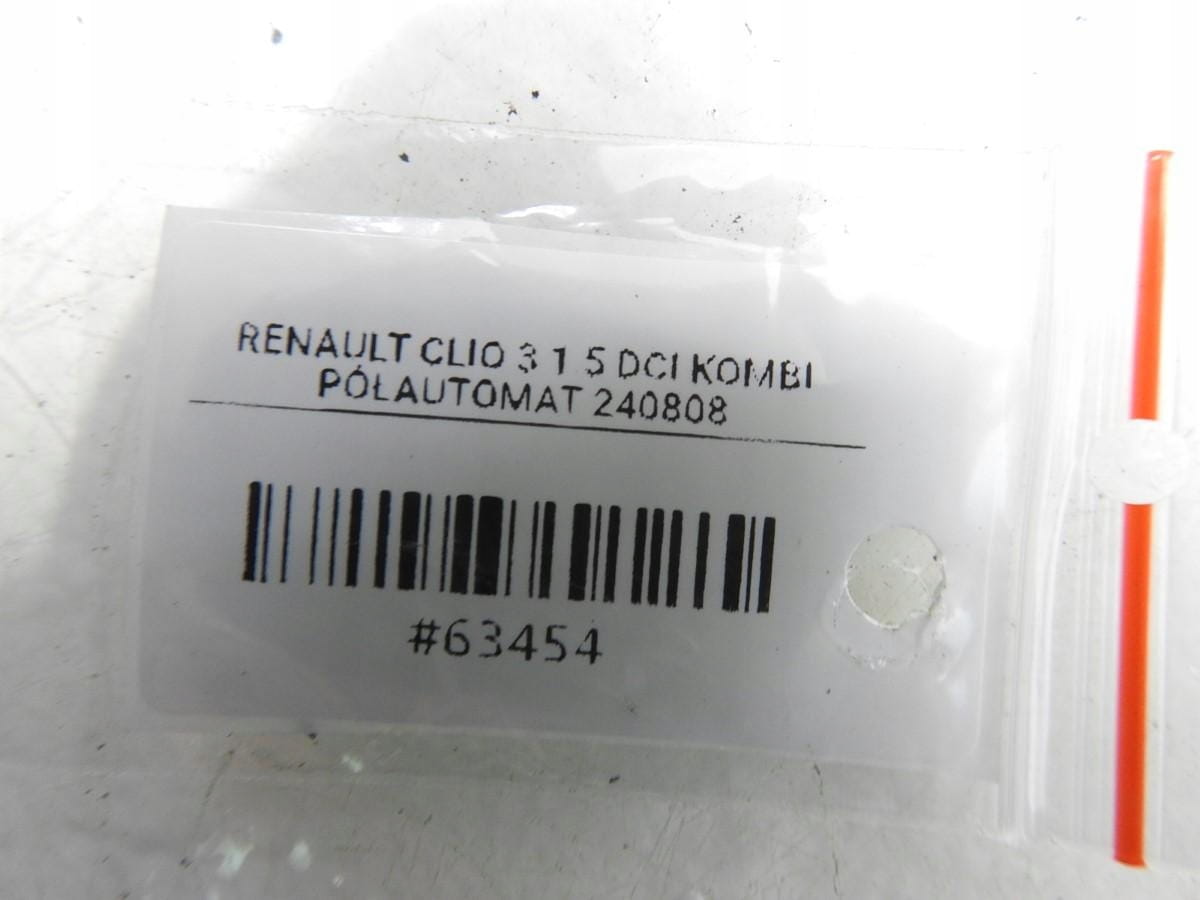 RENAULT CLIO 3 1 5 DCI KOMBI
PÓŁAUTOMAT 240808
#63454